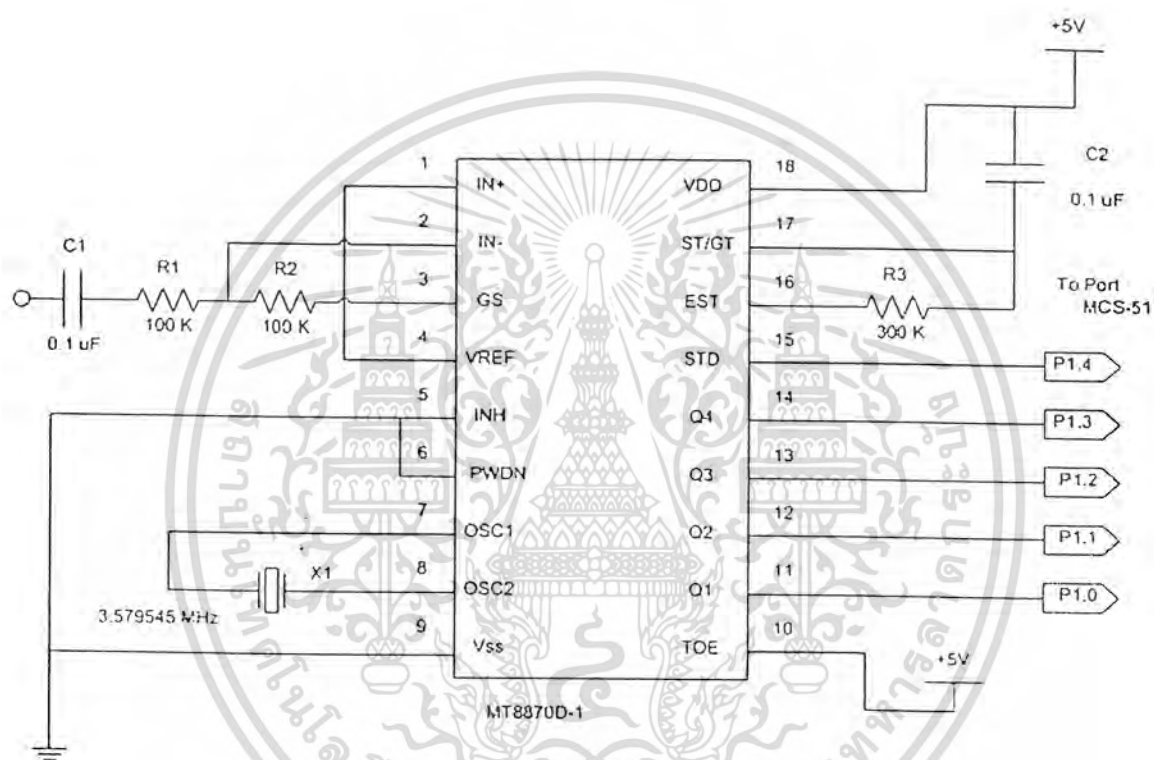 +5V
C1
0.1 uF
R1
100 K
R2
100 K
1
IN+
2
IN-
3
GS
4
VREF
5
INH
6
PWDN
7
OSC1
8
OSC2
9
Vss
X1
3.579545 MHz
18
VDD
17
ST/GT
16
EST
15
STD
14
Q4
13
Q3
12
Q2
11
Q1
10
TOE
C2
0.1 uF
R3
300 K
To Port
MCS-51
P1.4
P1.3
P1.2
P1.1
P1.0
+5V
MT8870D-1